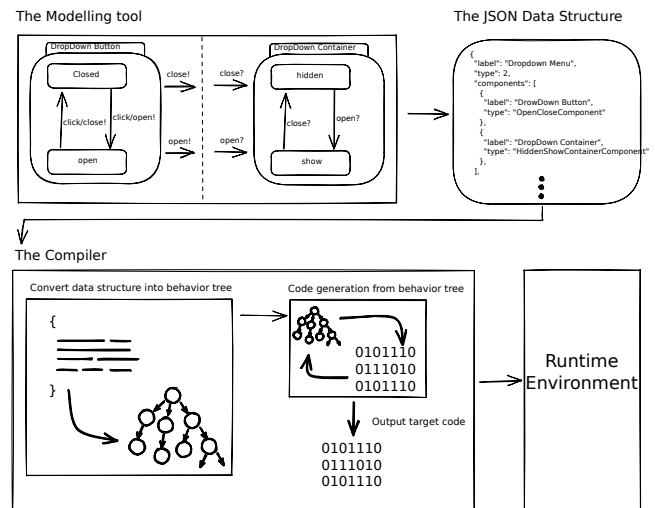 The Modelling tool
The JSON Data Structure
DropDown Button
DropDown Container
Closed
close!
close?
hidden
click/close!
click/open!
close?
open?
open!
open?
open
show
{
"label": "Dropdown Menu",
"type": 2,
"components": [
{
"label": "DrowDown Button",
"type": "OpenCloseComponent"
},
{
"label": "DropDown Container",
"type": "HiddenShowContainerComponent"
},
],
The Compiler
Convert data structure into behavior tree
Code generation from behavior tree
{
}
0101110
0111010
0101110
Output target code
0101110
0111010
0101110
Runtime
Environment